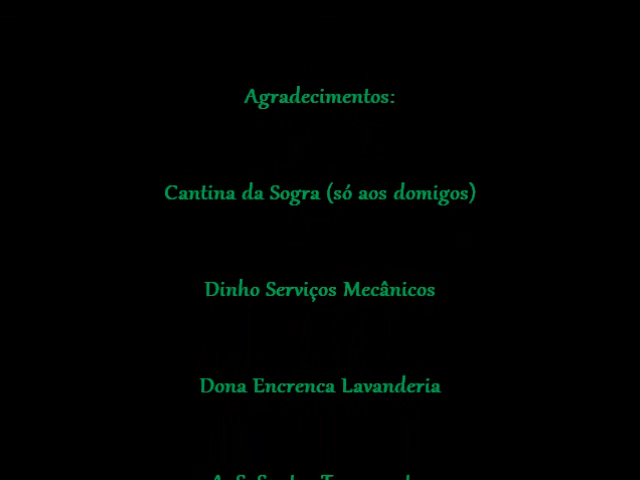 Agradecimentos:
Cantina da Sogra (só aos domigos)
Dinho Serviços Mecânicos
Dona Encrenca Lavanderia